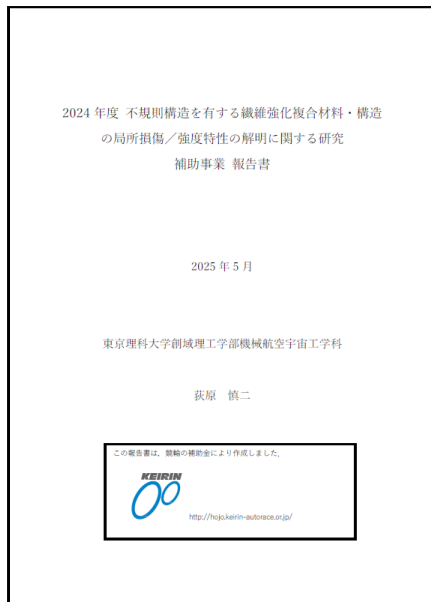 2024 年度 不規則構造を有する繊維強化複合材料・構造
の局所損傷／強度特性の解明に関する研究
補助事業 報告書
2025 年 5 月
東京理科大学創域理工学部機械航空宇宙工学科
荻原　慎二
この報告書は、競輪の補助金により作成しました。
KEIRIN
http://hojo.keirin-autorace.or.jp/